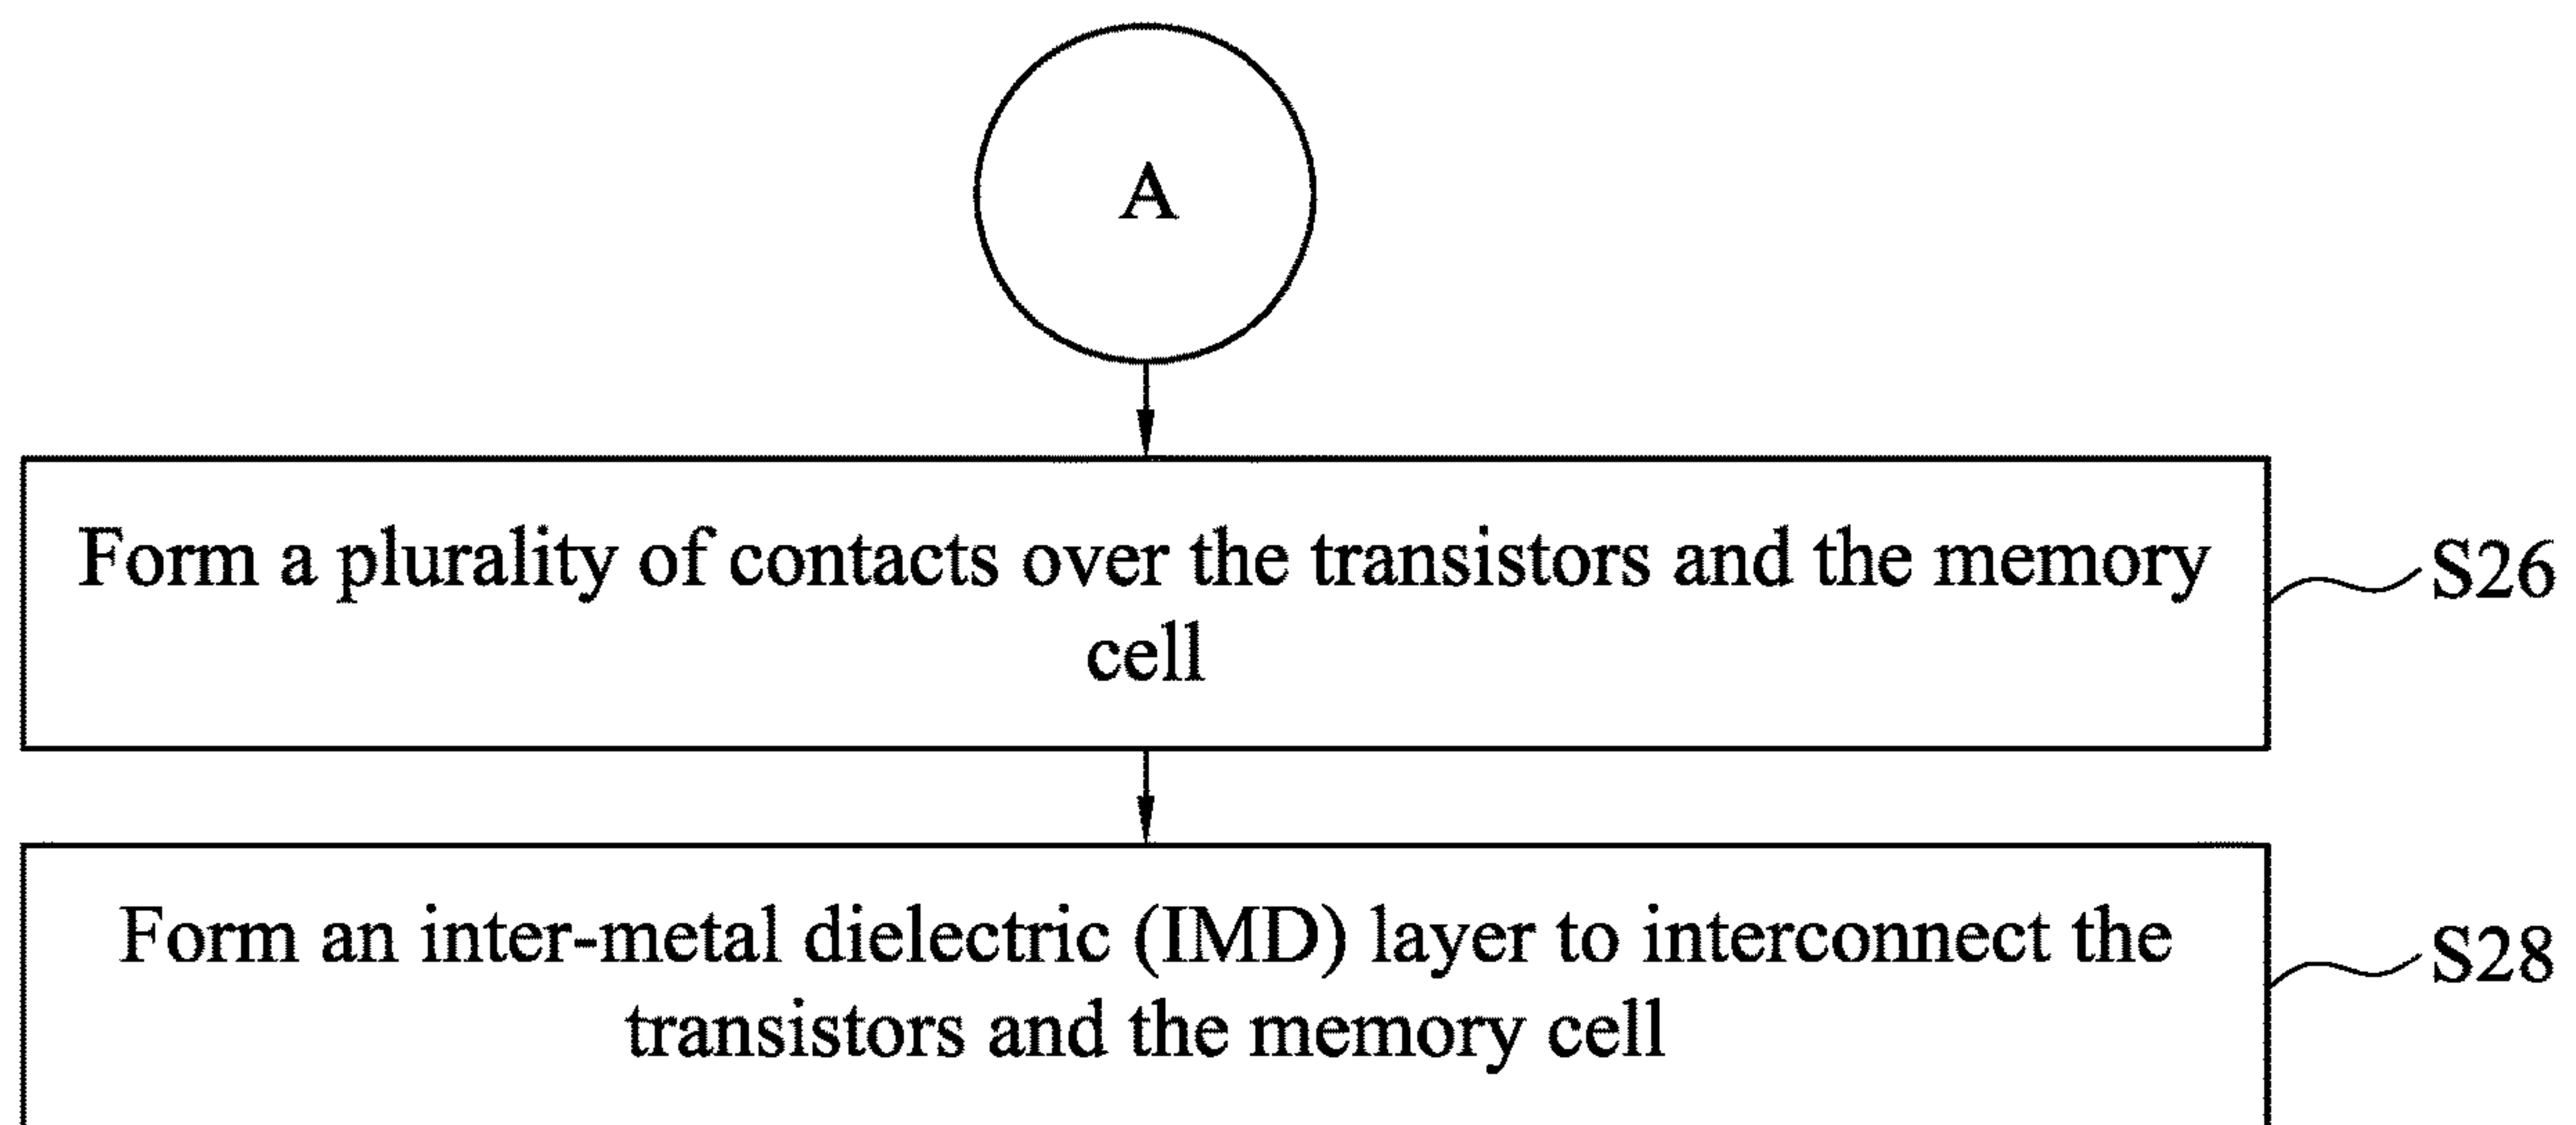 A
Form a plurality of contacts over the transistors and the memory
cell
S26
Form an inter-metal dielectric (IMD) layer to interconnect the
transistors and the memory cell
S28